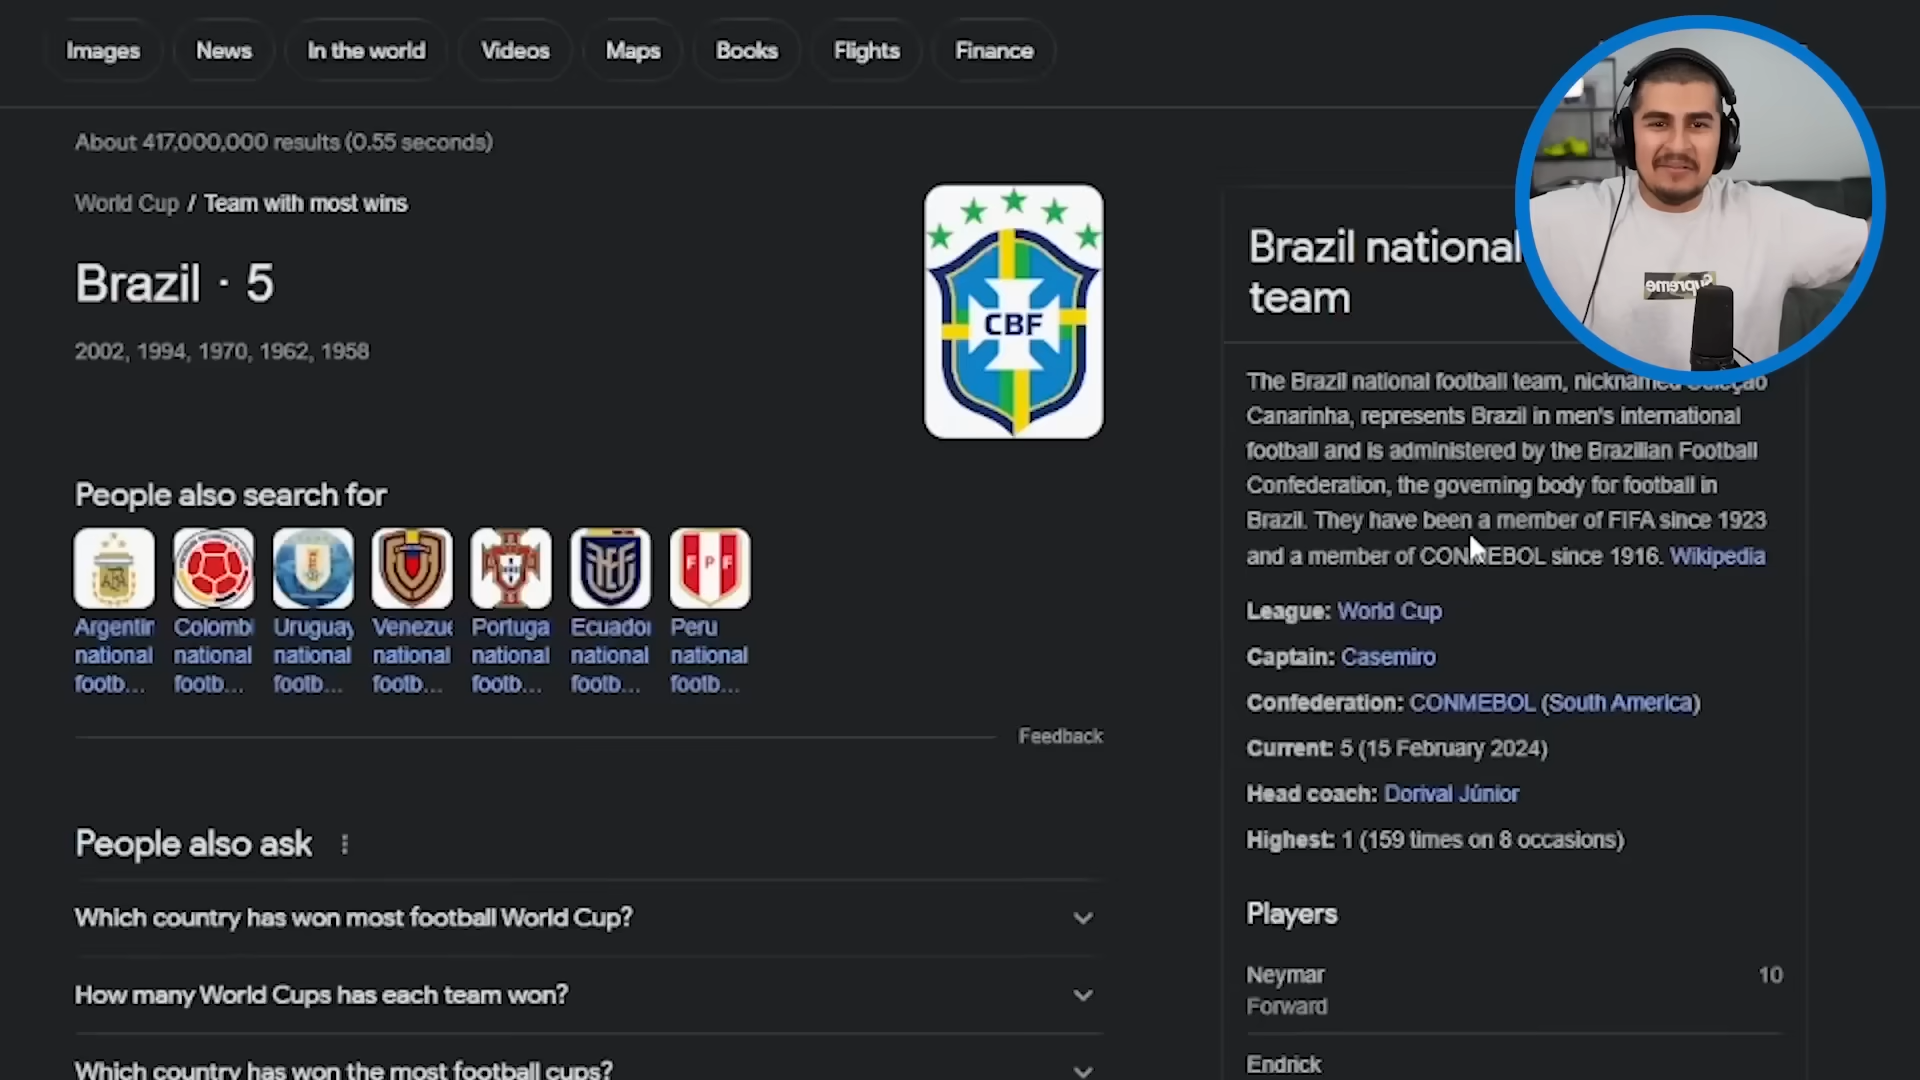 Images
News
In the world
Videos
Maps
Books
Flights
Finance
About 417,000,000 results (0.55 seconds)
World Cup / Team with most wins
Brazil · 5
2002, 1994, 1970, 1962, 1958
CBF
People also search for
AFA
FPF
Argentin
national
footb...
Colombi
national
footb...
Uruguay
national
footb...
Venezue
national
footb...
Portuga
national
footb...
Ecuador
national
footb...
Peru
national
footb...
Feedback
People also ask
Which country has won most football World Cup?
How many World Cups has each team won?
Which country has won the most football cups?
Brazil national
team
Supreme
The Brazil national football team, nicknamed Seleção
Canarinha, represents Brazil in men's international
football and is administered by the Brazilian Football
Confederation, the governing body for football in
Brazil. They have been a member of FIFA since 1923
and a member of CONMEBOL since 1916. Wikipedia
League: World Cup
Captain: Casemiro
Confederation: CONMEBOL (South America)
Current: 5 (15 February 2024)
Head coach: Dorival Júnior
Highest: 1 (159 times on 8 occasions)
Players
Neymar 10
Forward
Endrick